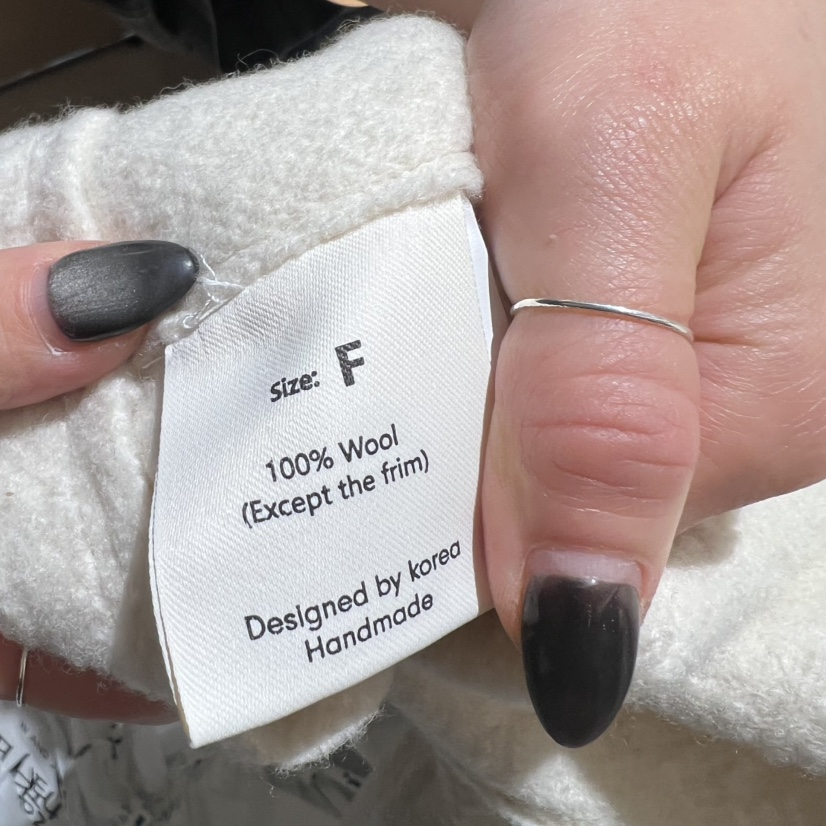 size: F
100% Wool
(Except the frim)
Designed by korea
Handmade